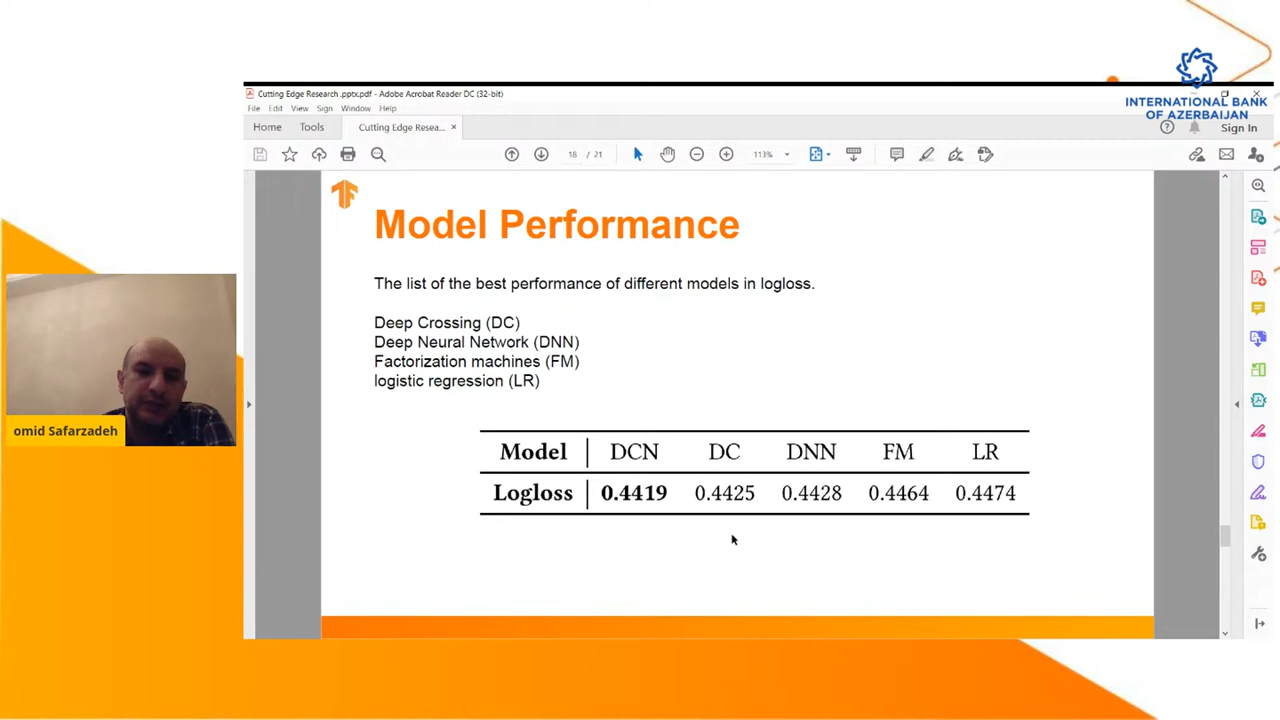 INTERNATIONAL BANK
OF AZERBAIJAN
Cutting Edge Research .pptx.pdf - Adobe Acrobat Reader DC (32-bit)
File Edit View Sign Window Help
Home Tools Cutting Edge Resea... ×
Sign In
18 / 21
113%
Model Performance
The list of the best performance of different models in logloss.
Deep Crossing (DC)
Deep Neural Network (DNN)
Factorization machines (FM)
logistic regression (LR)
Model DCN DC DNN FM LR
Logloss 0.4419 0.4425 0.4428 0.4464 0.4474
omid Safarzadeh